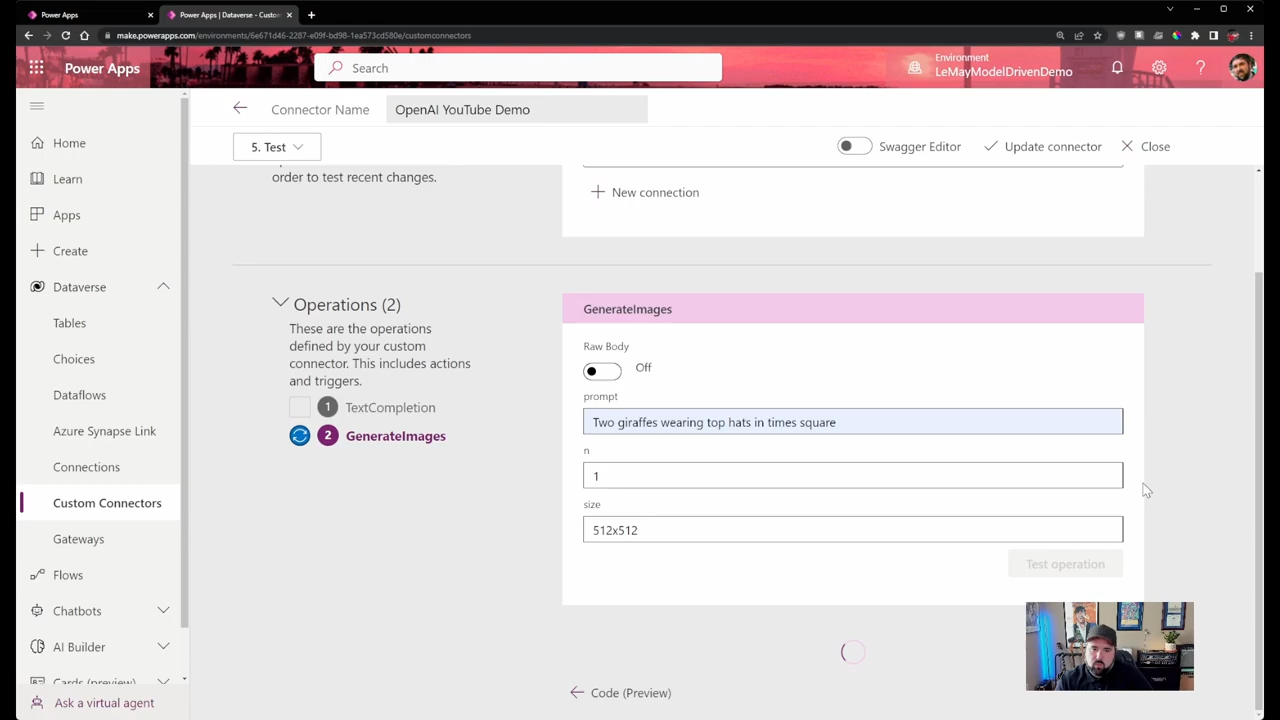 Power Apps
Power Apps | Dataverse - Custom
make.powerapps.com/environments/6e671d46-2287-e09f-bd98-1ea573cd580e/customconnectors
Power Apps
Search
Environment
LeMayModelDrivenDemo
Connector Name
OpenAI YouTube Demo
5. Test
Swagger Editor
Update connector
Close
Home
Learn
Apps
Create
Dataverse
Tables
Choices
Dataflows
Azure Synapse Link
Connections
Custom Connectors
Gateways
Flows
Chatbots
AI Builder
Cards (preview)
Ask a virtual agent
order to test recent changes.
New connection
Operations (2)
These are the operations
defined by your custom
connector. This includes actions
and triggers.
1 TextCompletion
2 GenerateImages
GenerateImages
Raw Body
Off
prompt
Two giraffes wearing top hats in times square
n
1
size
512x512
Test operation
Code (Preview)